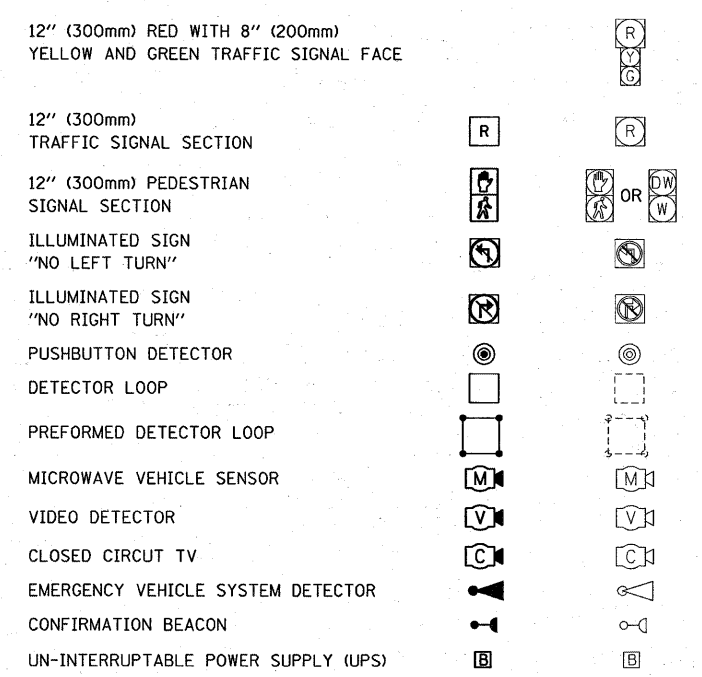 12" (300mm) RED WITH 8" (200mm)
YELLOW AND GREEN TRAFFIC SIGNAL FACE
R
Y
G
12" (300mm)
TRAFFIC SIGNAL SECTION
R
R
12" (300mm) PEDESTRIAN
SIGNAL SECTION
OR
DW
W
ILLUMINATED SIGN
"NO LEFT TURN"
ILLUMINATED SIGN
"NO RIGHT TURN"
PUSHBUTTON DETECTOR
DETECTOR LOOP
PREFORMED DETECTOR LOOP
MICROWAVE VEHICLE SENSOR M M
VIDEO DETECTOR V V
CLOSED CIRCUT TV C C
EMERGENCY VEHICLE SYSTEM DETECTOR
CONFIRMATION BEACON
UN-INTERRUPTABLE POWER SUPPLY (UPS) B B